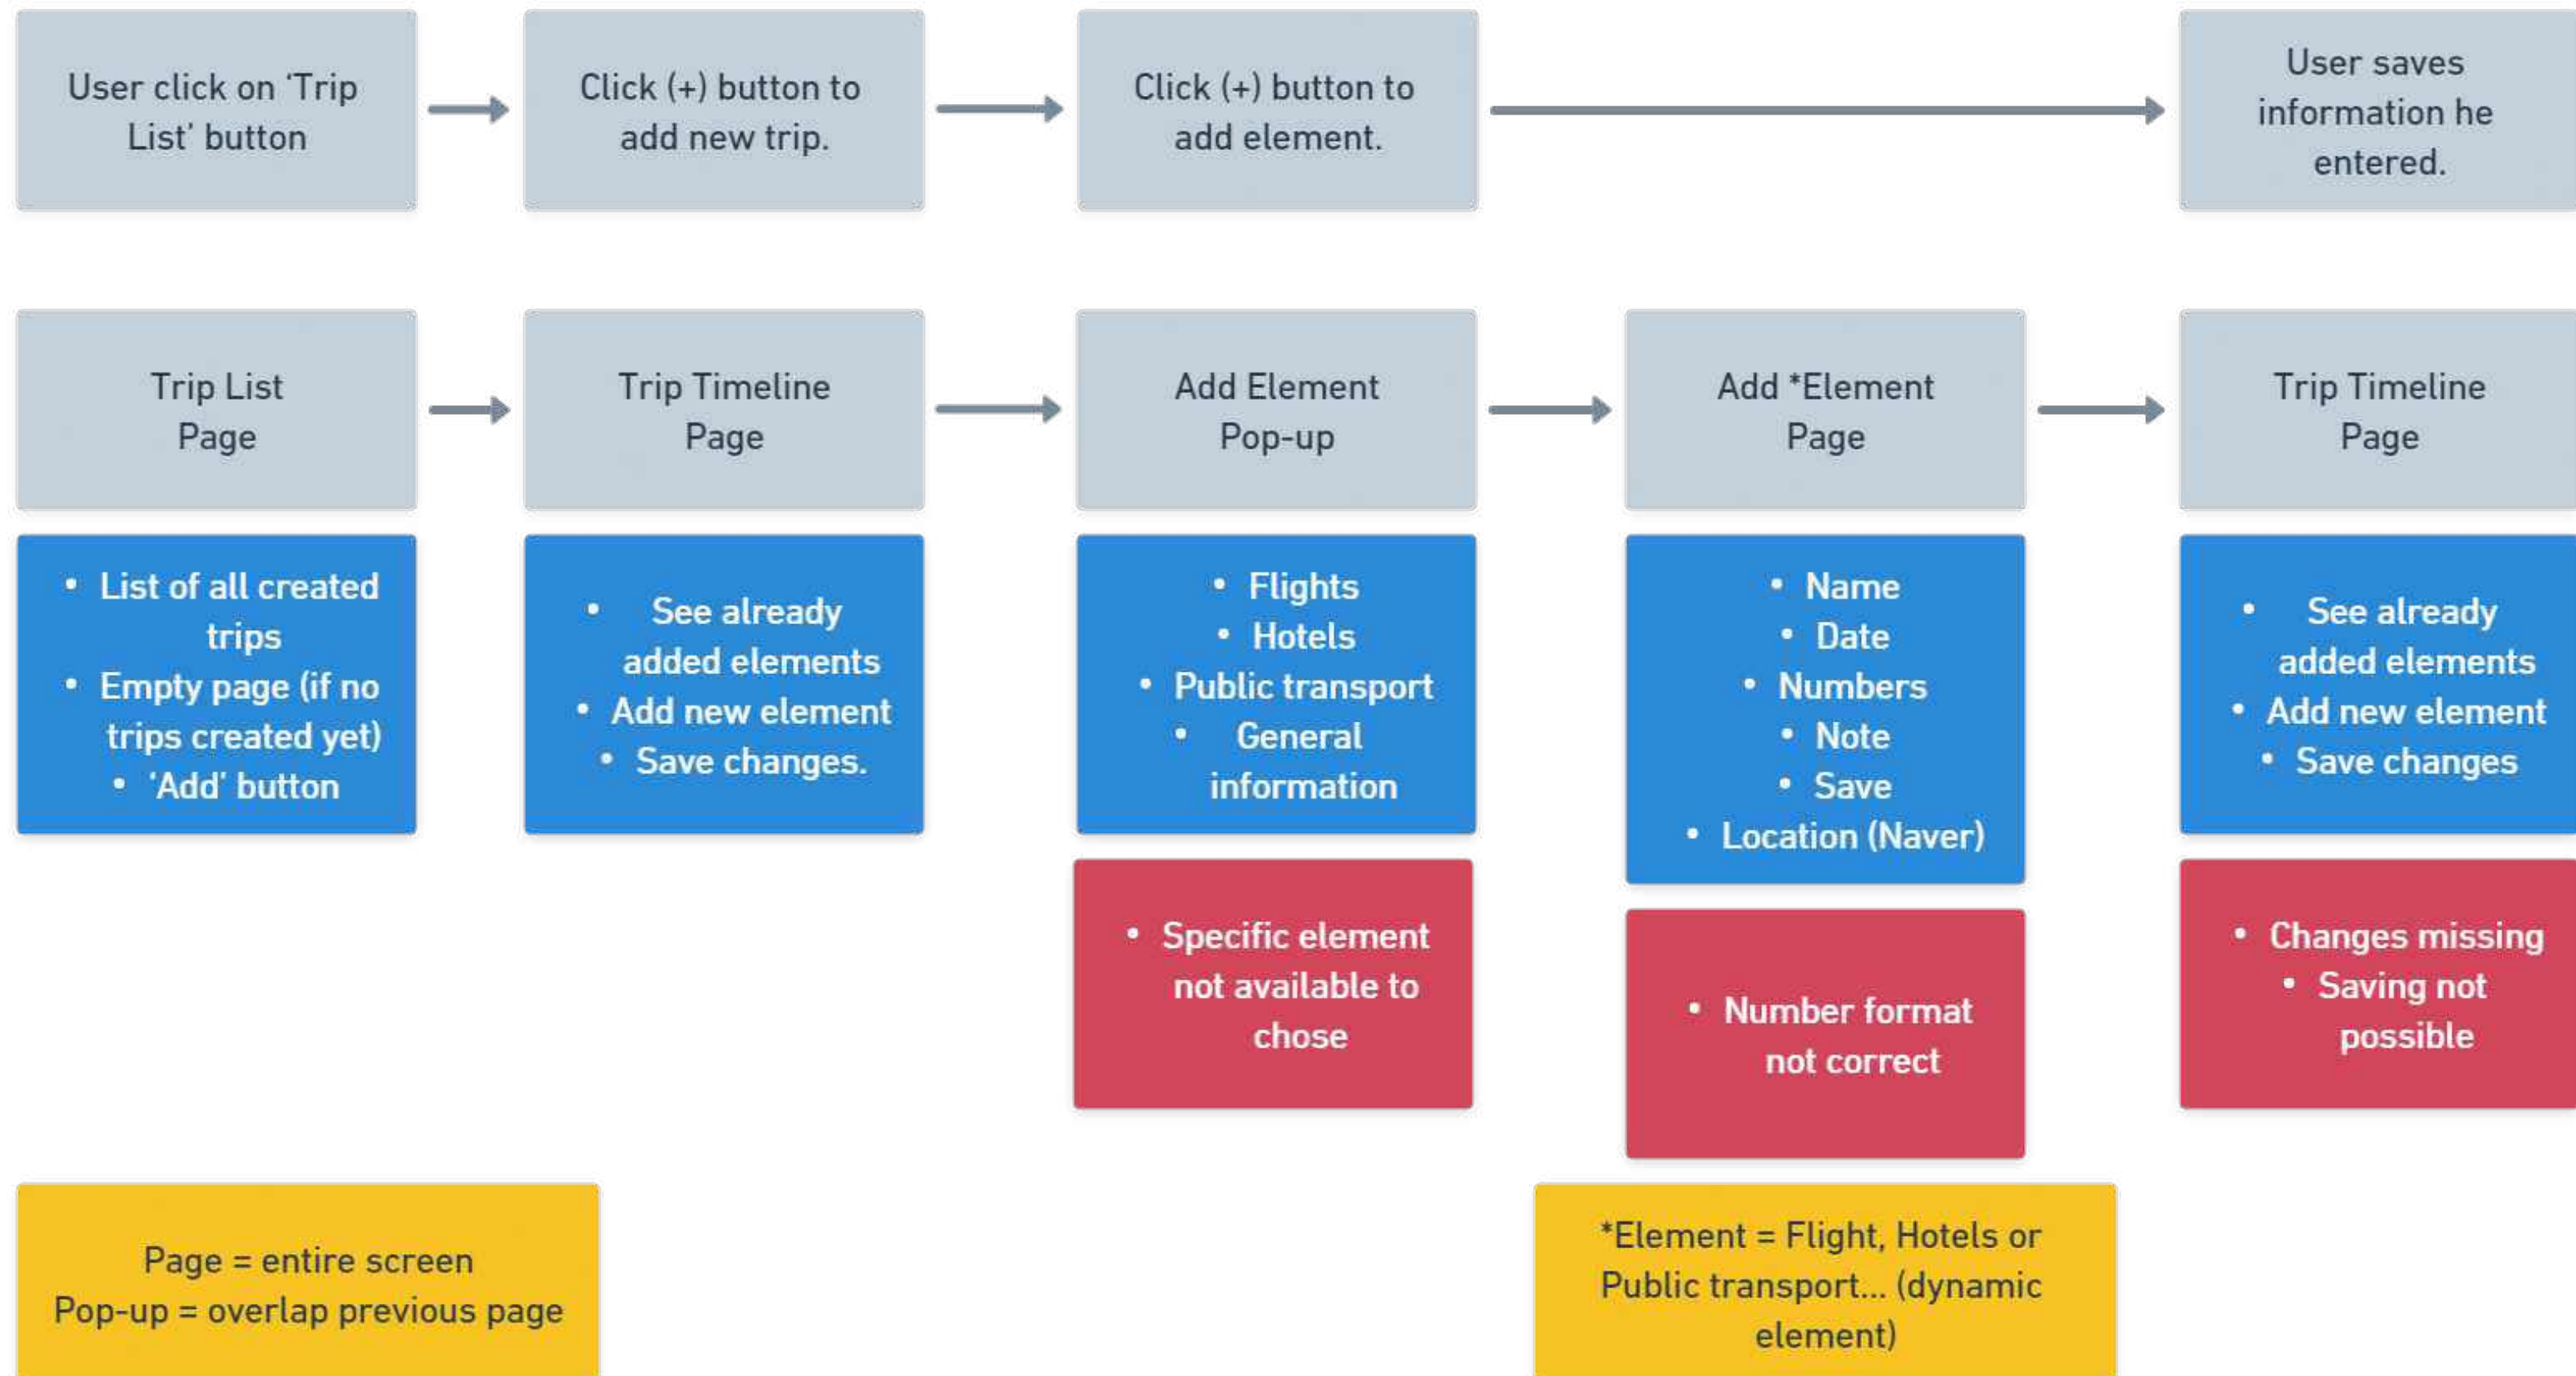 User click on ‘Trip
List’ button
Click (+) button to
add new trip.
Click (+) button to
add element.
User saves
information he
entered.
Trip List
Page
Trip Timeline
Page
Add Element
Pop-up
Add *Element
Page
Trip Timeline
Page
• List of all created
trips
• Empty page (if no
trips created yet)
• ‘Add’ button
• See already
added elements
• Add new element
• Save changes.
• Flights
• Hotels
• Public transport
• General
information
• Name
• Date
• Numbers
• Note
• Save
• Location (Naver)
• See already
added elements
• Add new element
• Save changes
• Specific element
not available to
chose
• Number format
not correct
• Changes missing
• Saving not
possible
Page = entire screen
Pop-up = overlap previous page
*Element = Flight, Hotels or
Public transport... (dynamic
element)